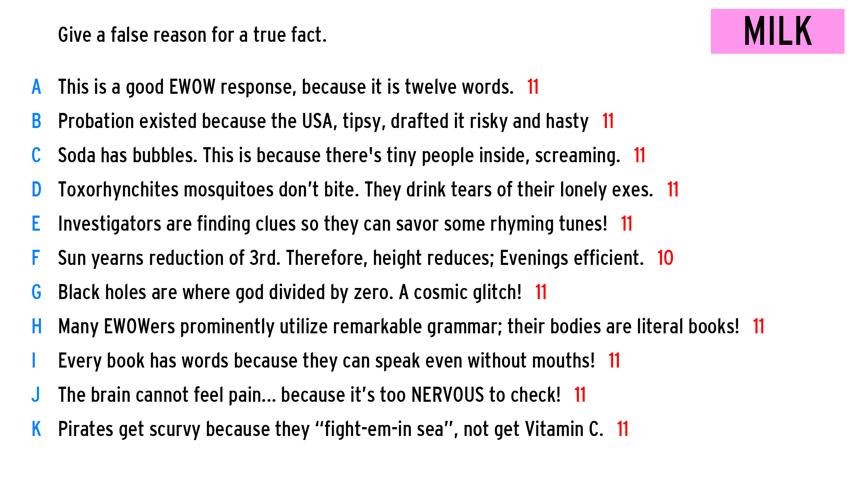 Give a false reason for a true fact.
MILK
A This is a good EWOW response, because it is twelve words. 11
B Probation existed because the USA, tipsy, drafted it risky and hasty 11
C Soda has bubbles. This is because there's tiny people inside, screaming. 11
D Toxorhynchites mosquitoes don’t bite. They drink tears of their lonely exes. 11
E Investigators are finding clues so they can savor some rhyming tunes! 11
F Sun yearns reduction of 3rd. Therefore, height reduces; Evenings efficient. 10
G Black holes are where god divided by zero. A cosmic glitch! 11
H Many EWOWers prominently utilize remarkable grammar; their bodies are literal books! 11
I Every book has words because they can speak even without mouths! 11
J The brain cannot feel pain... because it’s too NERVOUS to check! 11
K Pirates get scurvy because they “fight-em-in sea”, not get Vitamin C. 11